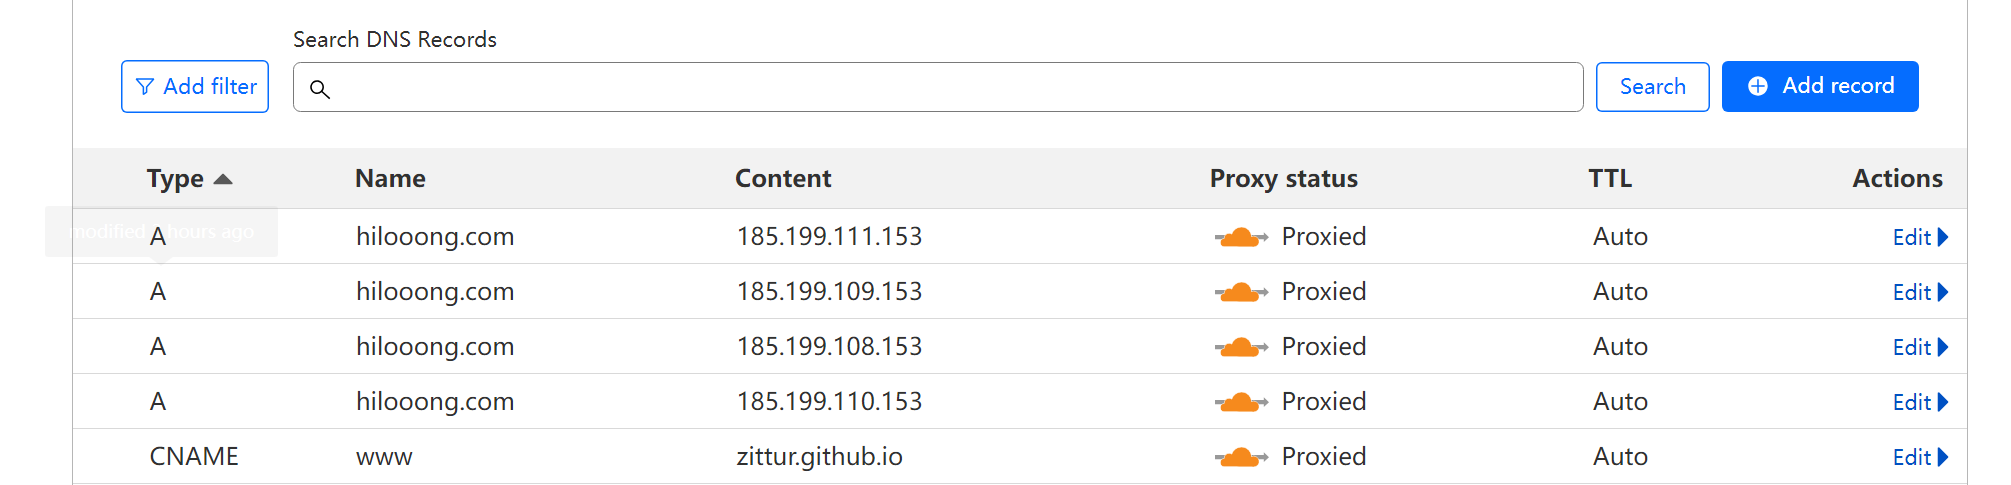 Search DNS Records
Add filter Search Add record
Type Name Content Proxy status TTL Actions
modified hours ago
A hilooong.com 185.199.111.153 Proxied Auto Edit
A hilooong.com 185.199.109.153 Proxied Auto Edit
A hilooong.com 185.199.108.153 Proxied Auto Edit
A hilooong.com 185.199.110.153 Proxied Auto Edit
CNAME www zittur.github.io Proxied Auto Edit